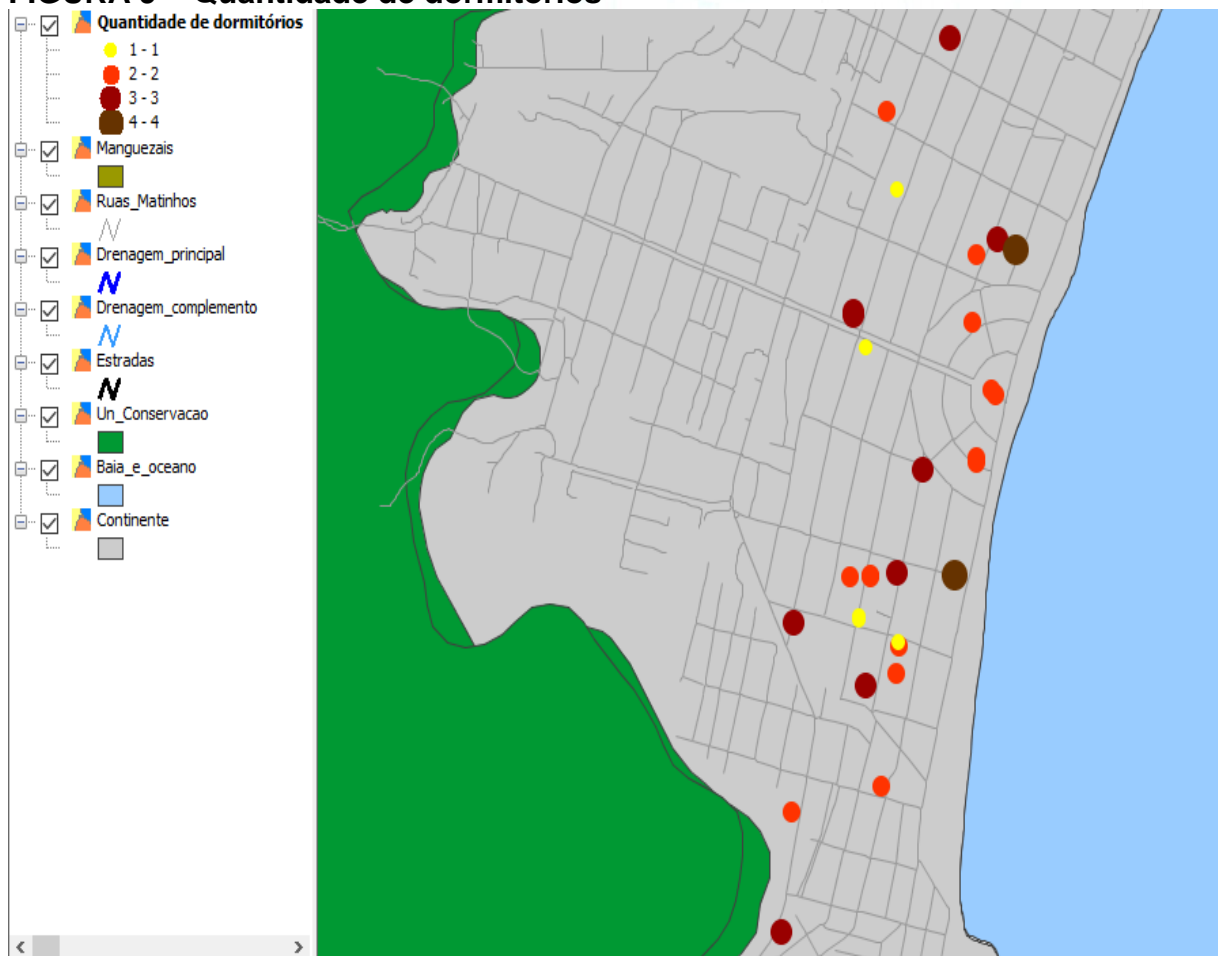 Quantidade de dormitórios
1 - 1
2 - 2
3 - 3
4 - 4
Manguezais
Ruas_Matinhos
Drenagem_principal
Drenagem_complemento
Estradas
Un_Conservacao
Baia_e_oceano
Continente